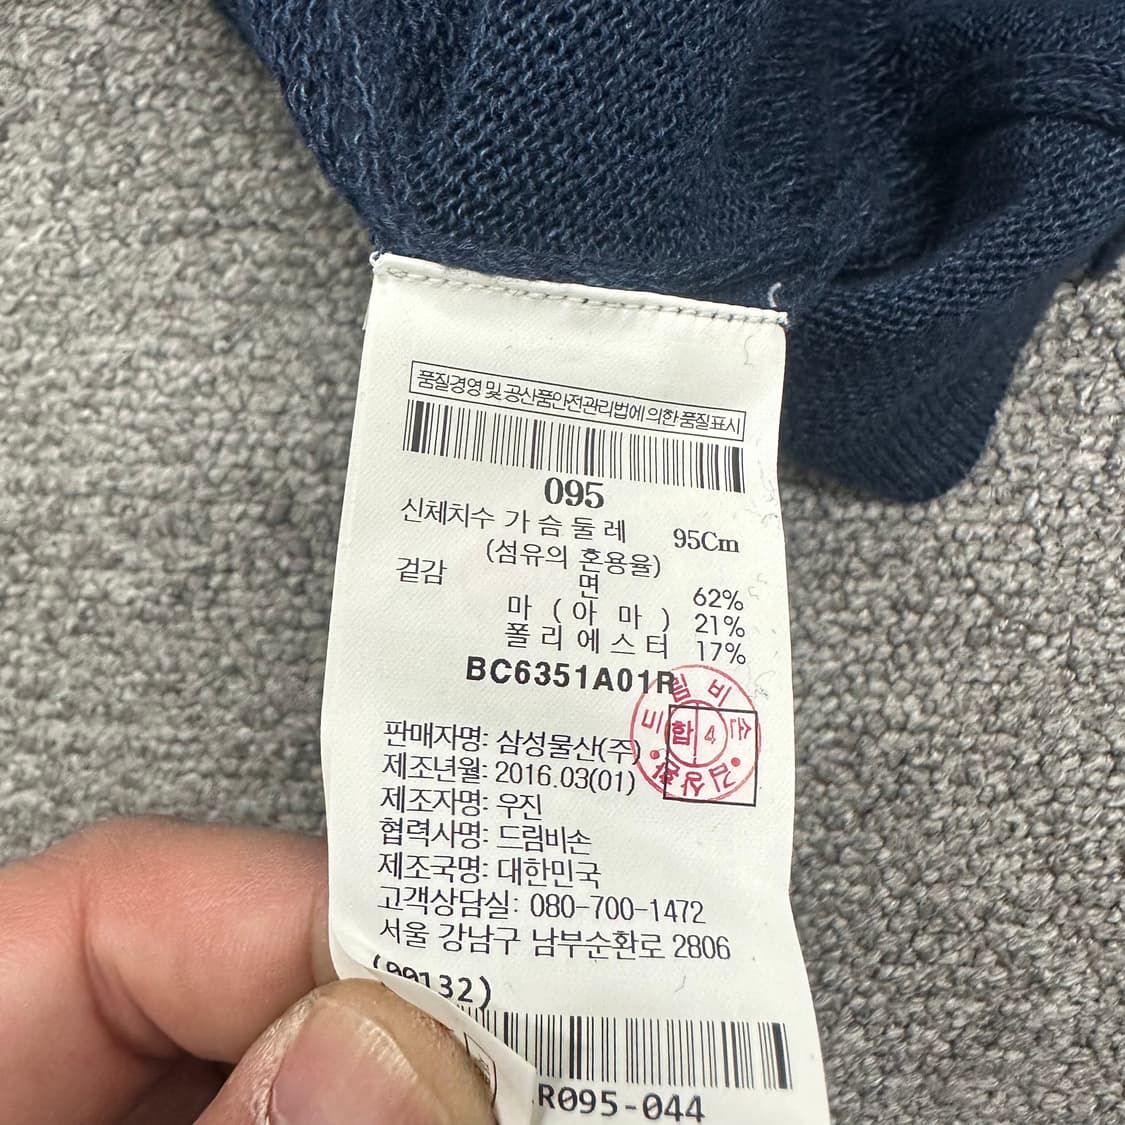 품질경영 및 공산품안전관리법에 의한 품질표시
095
신체치수 가 슴 둘 레 95Cm
(섬유의 혼용율)
겉감 면 62%
마 ( 아 마 ) 21%
폴 리 에 스 터 17%
BC6351A01R
판매자명: 삼성물산(주)
합 4
제조년월: 2016.03(01)
제조자명: 우진
협력사명: 드림비손
제조국명: 대한민국
고객상담실: 080-700-1472
서울 강남구 남부순환로 2806
(00132)
R095-044